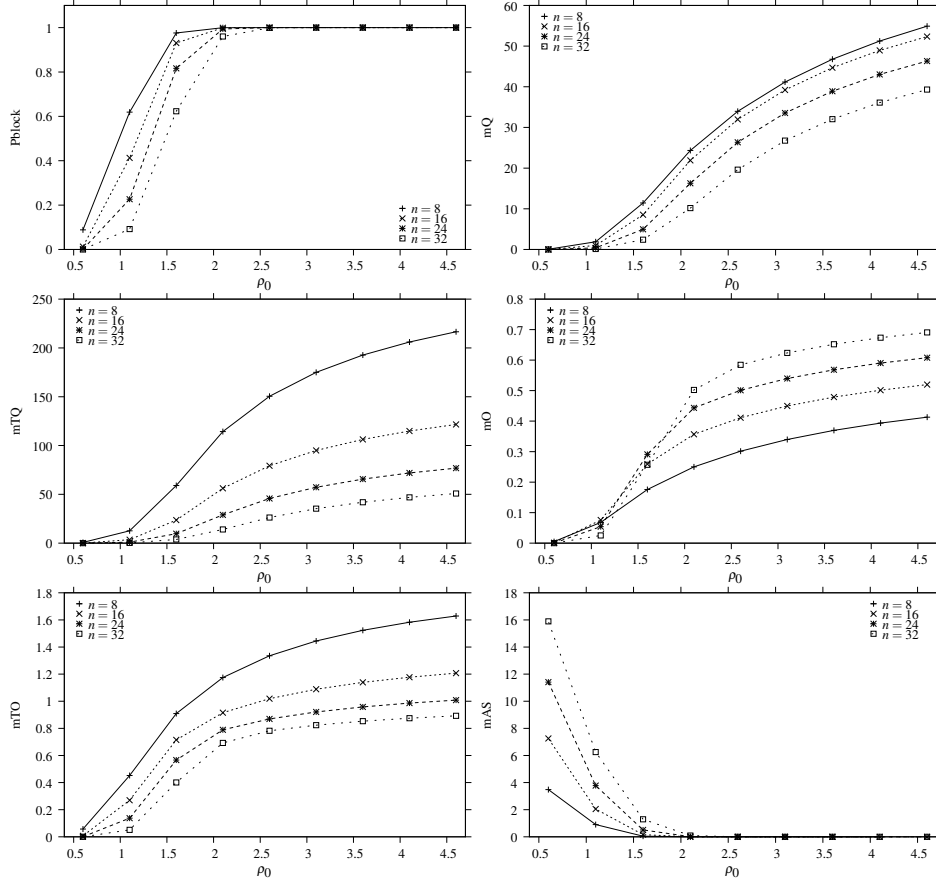 1
0.8
0.6
0.4
0.2
0
Pblock
n = 8
n = 16
n = 24
n = 32
0.5 1 1.5 2 2.5 3 3.5 4 4.5
ρ0
60
50
40
30
20
10
0
mQ
n = 8
n = 16
n = 24
n = 32
0.5 1 1.5 2 2.5 3 3.5 4 4.5
ρ0
250
200
150
100
50
0
mTQ
n = 8
n = 16
n = 24
n = 32
0.5 1 1.5 2 2.5 3 3.5 4 4.5
ρ0
0.8
0.7
0.6
0.5
0.4
0.3
0.2
0.1
0
mO
n = 8
n = 16
n = 24
n = 32
0.5 1 1.5 2 2.5 3 3.5 4 4.5
ρ0
1.8
1.6
1.4
1.2
1
0.8
0.6
0.4
0.2
0
mTO
n = 8
n = 16
n = 24
n = 32
0.5 1 1.5 2 2.5 3 3.5 4 4.5
ρ0
18
16
14
12
10
8
6
4
2
0
mAS
n = 8
n = 16
n = 24
n = 32
0.5 1 1.5 2 2.5 3 3.5 4 4.5
ρ0